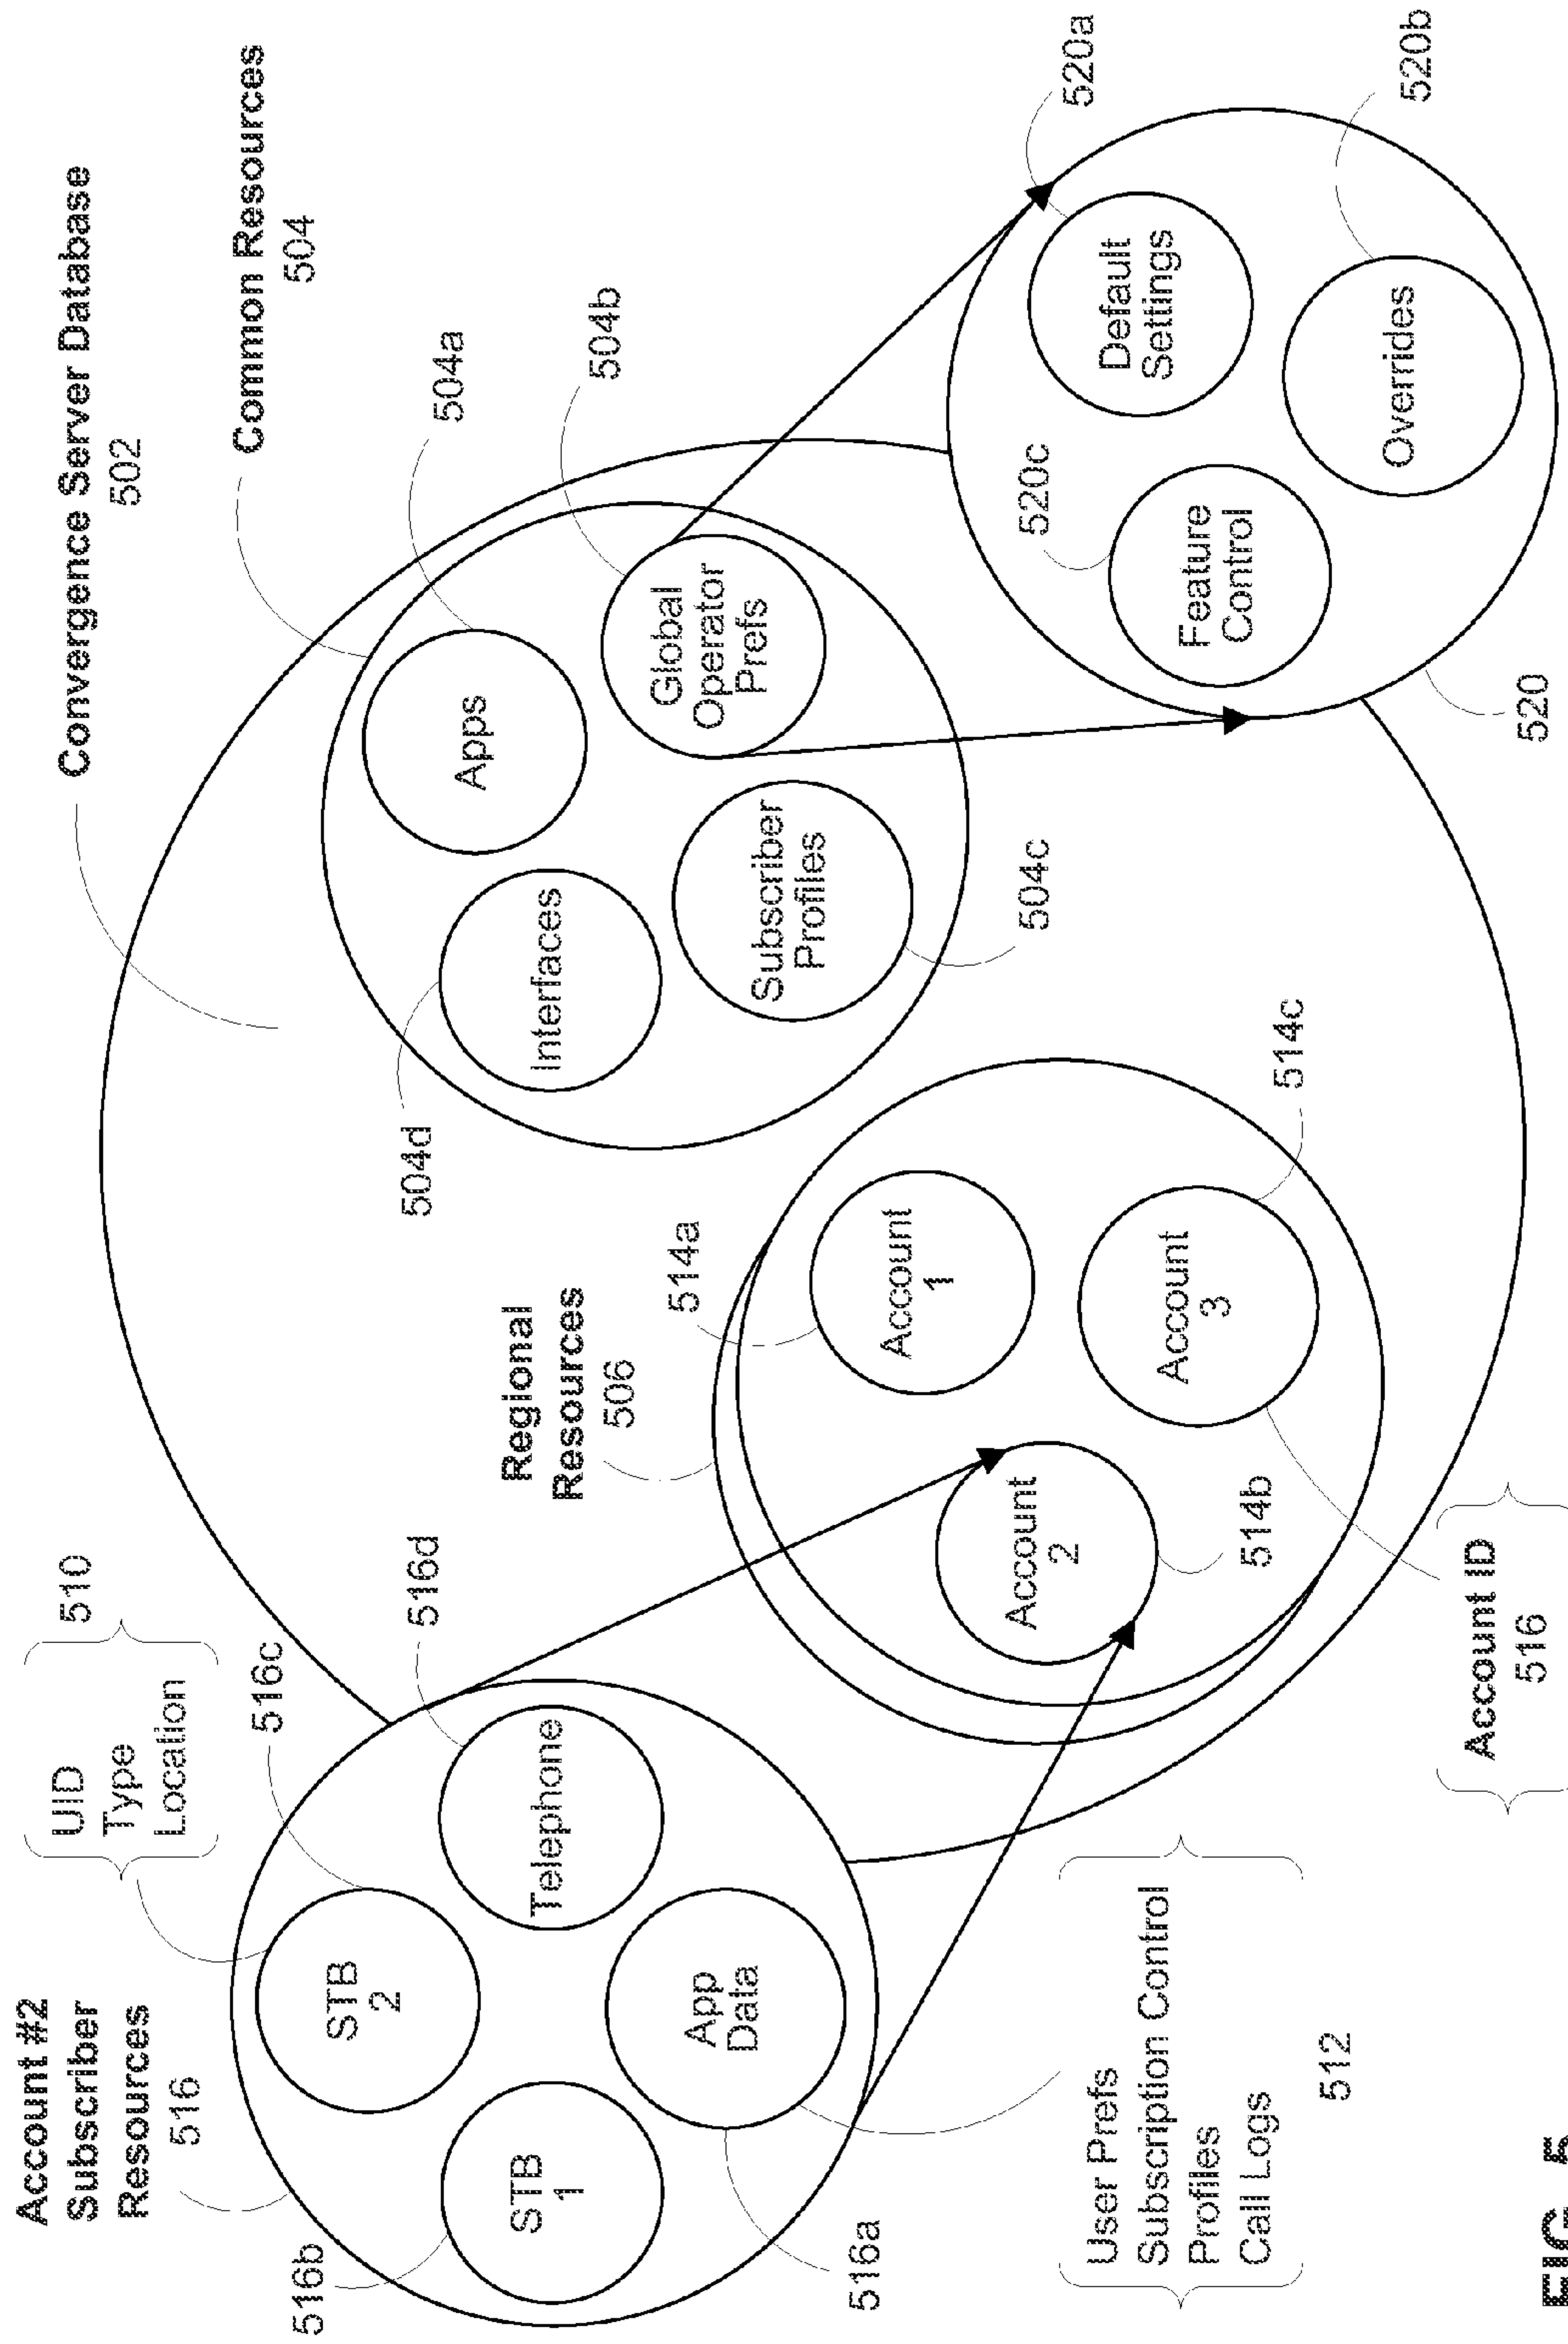 Account #2
Subscriber
Resources
516
UID
Type
Location
510
Convergence Server Database
502
Common Resources
504
504a
504b
504c
504d
Apps
Interfaces
Global
Operator
Prefs
Subscriber
Profiles
516b
516c
516d
516a
STB
1
STB
2
Telephone
App
Data
Regional
Resources
506
514a
514b
514c
Account
1
Account
2
Account
3
520a
520b
520c
520
Default
Settings
Feature
Control
Overrides
User Prefs
Subscription Control
Profiles
Call Logs
512
Account ID
516
FIG. 5